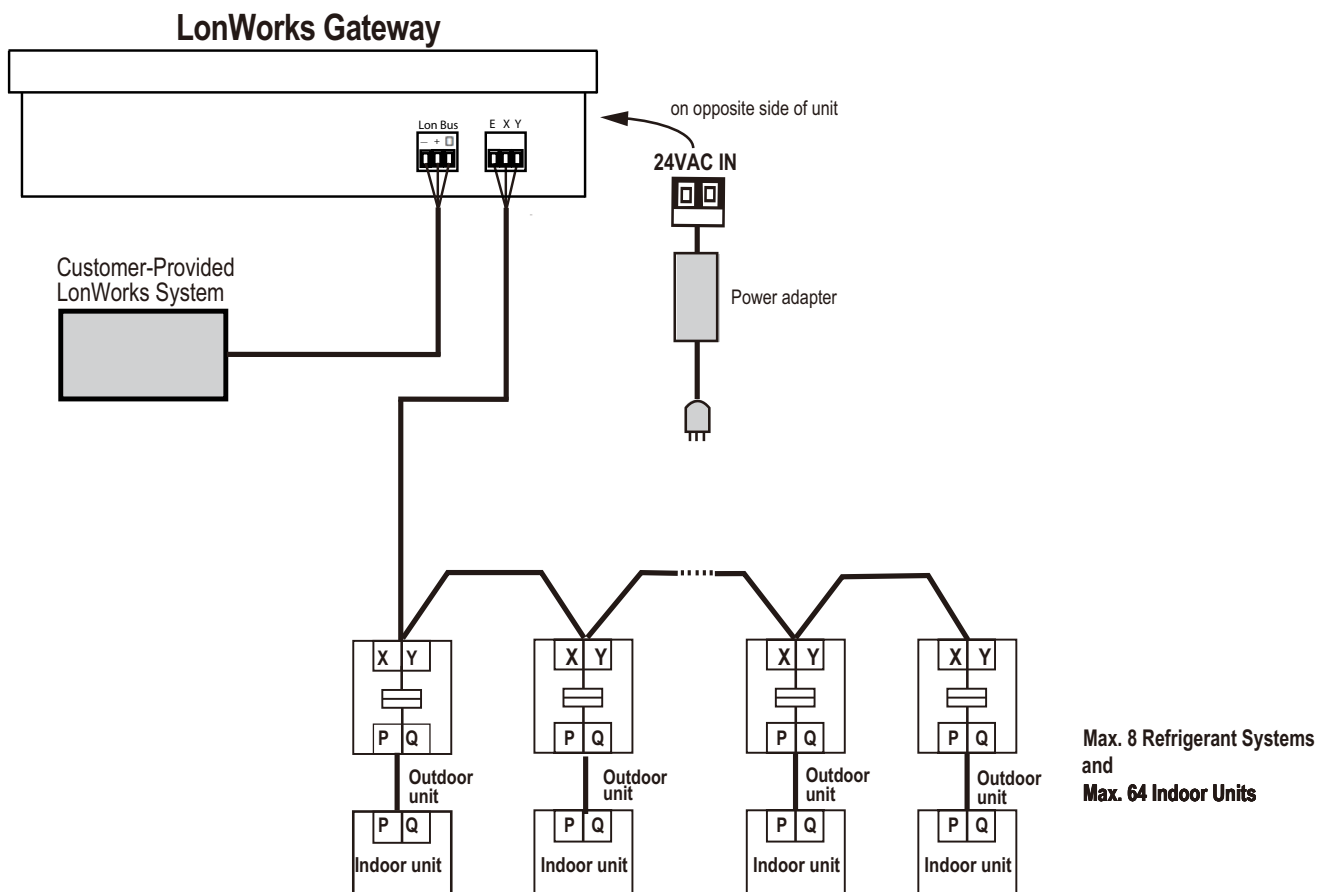 LonWorks Gateway
on opposite side of unit
Lon Bus
E X Y
– +
24VAC IN
Customer-Provided
LonWorks System
Power adapter
X Y
X Y
X Y
X Y
P Q
P Q
P Q
P Q
Outdoor
unit
Outdoor
unit
Outdoor
unit
Outdoor
unit
Max. 8 Refrigerant Systems
and
Max. 64 Indoor Units
P Q
P Q
P Q
P Q
Indoor unit
Indoor unit
Indoor unit
Indoor unit